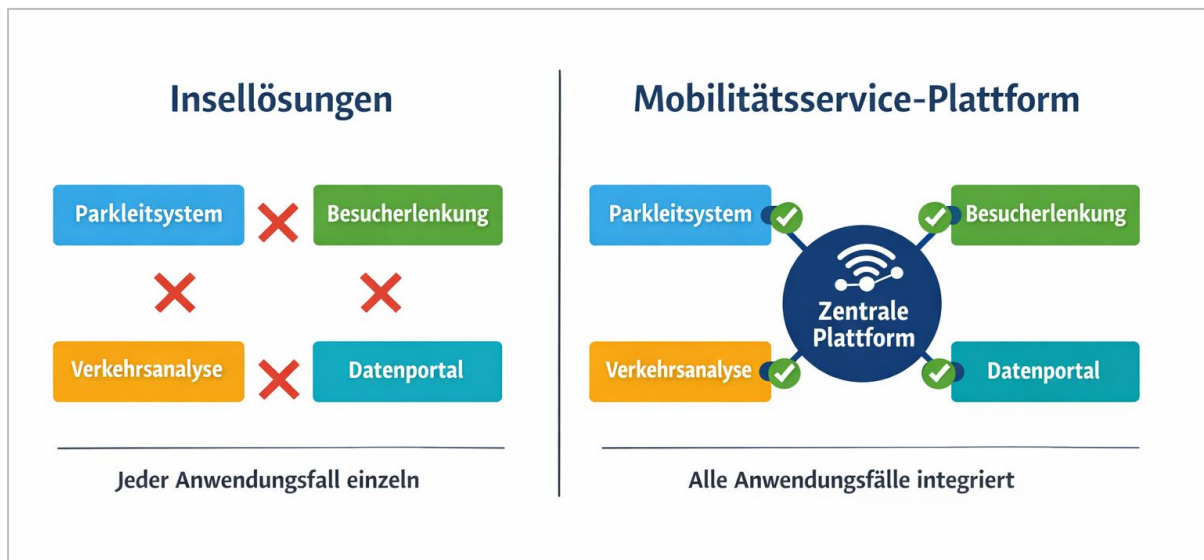 Insellösungen
Parkleitsystem
Besucherlenkung
Verkehrsanalyse
Datenportal
Jeder Anwendungsfall einzeln
Mobilitätsservice-Plattform
Parkleitsystem
Besucherlenkung
Zentrale
Plattform
Verkehrsanalyse
Datenportal
Alle Anwendungsfälle integriert